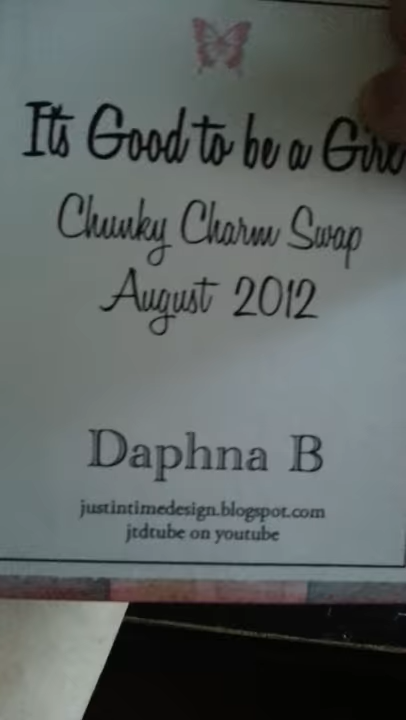 Its Good to be a Girl
Chunky Charm Swap
August 2012
Daphna B
justintimedesign.blogspot.com
jtdtube on youtube